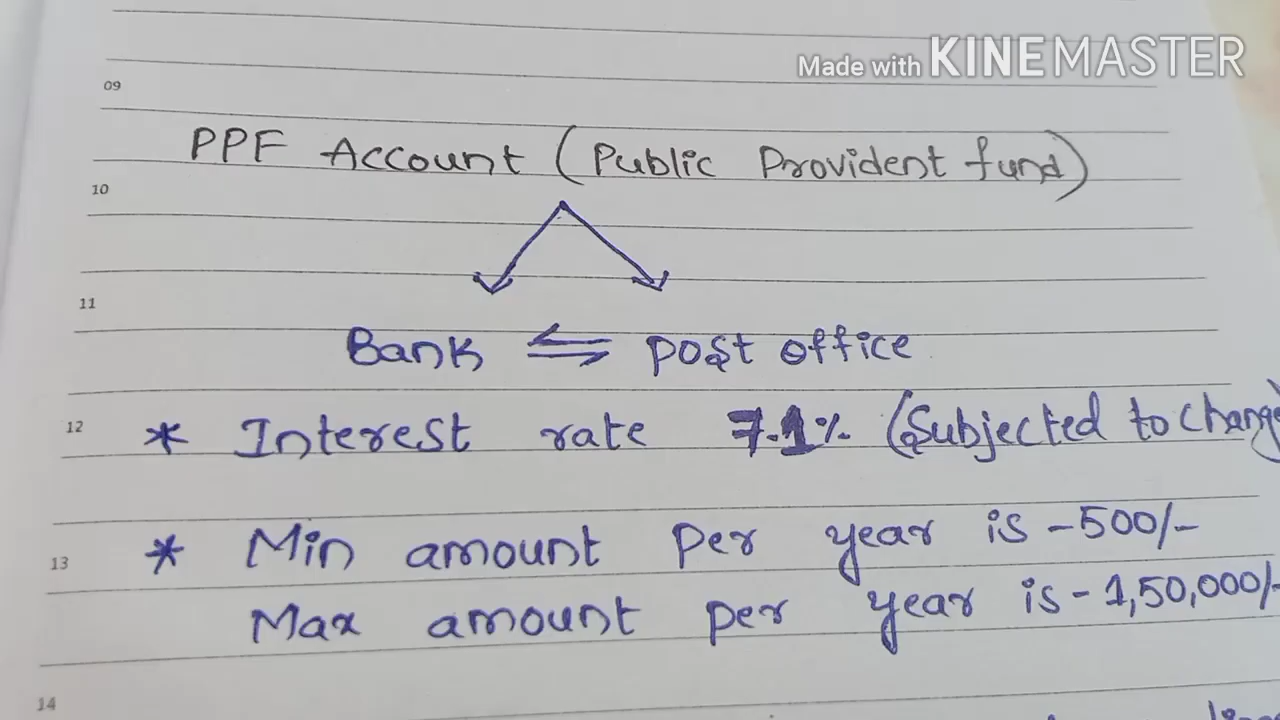 Made with KINEMASTER
09
PPF Account (Public Provident fund)
10
11
Bank ⇌ post office
12 * Interest rate 7.1% (Subjected to change)
* Min amount per year is -500/-
13
Max amount per year is - 1,50,000/-
14